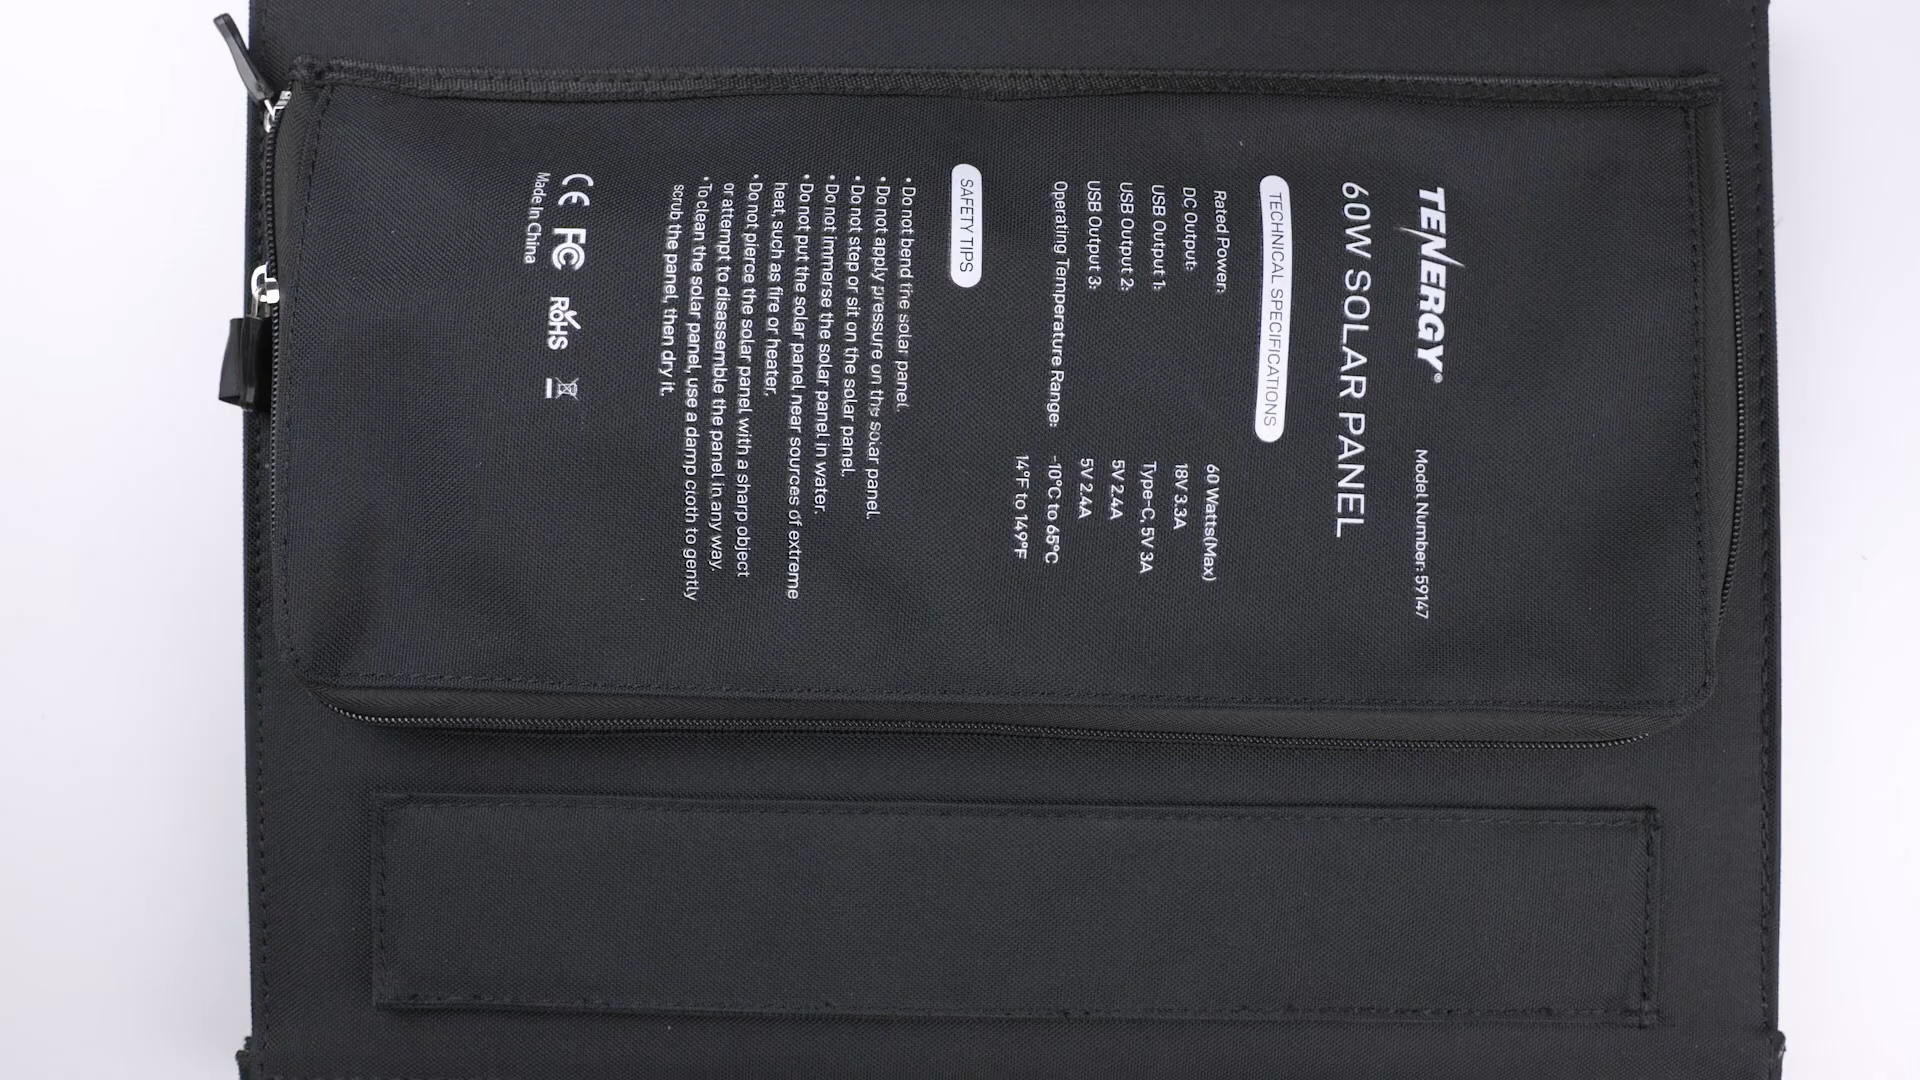 TENERGY®
Model Number: 59147
60W SOLAR PANEL
TECHNICAL SPECIFICATIONS
Rated Power: 60 Watts(Max)
DC Output: 18V 3.3A
USB Output 1: Type-C, 5V 3A
USB Output 2: 5V 2.4A
USB Output 3: 5V 2.4A
Operating Temperature Range: -10°C to 65°C
14°F to 149°F
SAFETY TIPS
• Do not bend the solar panel.
• Do not apply pressure on the solar panel.
• Do not step or sit on the solar panel.
• Do not immerse the solar panel in water.
• Do not put the solar panel near sources of extreme
heat, such as fire or heater.
• Do not pierce the solar panel with a sharp object
or attempt to disassemble the panel in any way.
• To clean the solar panel, use a damp cloth to gently
scrub the panel, then dry it.
CE FC RoHS
Made In China